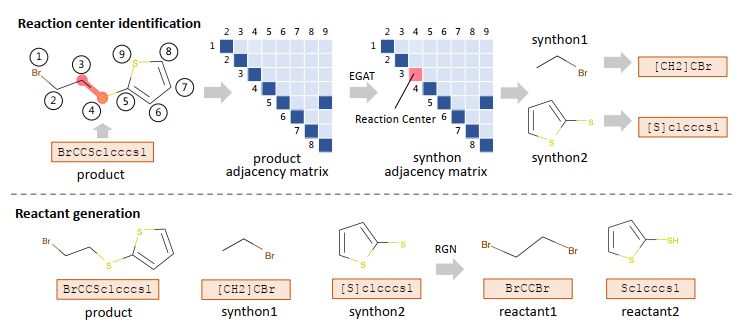 Reaction center identification
1
Br
2
3
4
9
S
8
7
5
6
BrCCSc1cccs1
product
2 3 4 5 6 7 8 9
1
2
3
4
5
6
7
8
product
adjacency matrix
EGAT
2 3 4 5 6 7 8 9
1
2
3
4
5
6
7
8
Reaction Center
synthon
adjacency matrix
synthon1
Br
[CH2]CBr
S
S
synthon2
[S]c1cccs1
Reactant generation
Br
S
S
BrCCSc1cccs1
product
Br
[CH2]CBr
synthon1
S
S
[S]c1cccs1
synthon2
RGN
Br
Br
BrCCBr
reactant1
SH
S
Sc1cccs1
reactant2